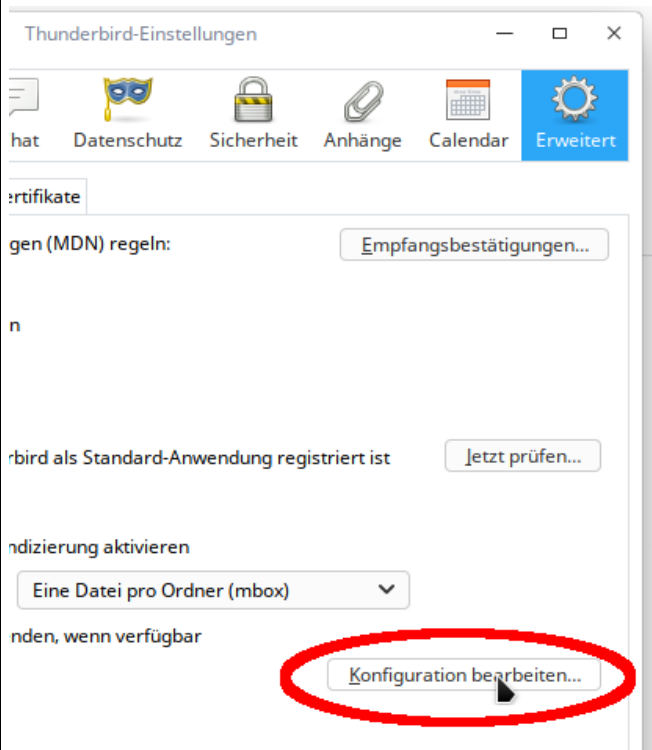 Thunderbird-Einstellungen
hat Datenschutz Sicherheit Anhänge Calendar Erweitert
ertifikate
gen (MDN) regeln: Empfangsbestätigungen...
n
rbird als Standard-Anwendung registriert ist Jetzt prüfen...
ndizierung aktivieren
Eine Datei pro Ordner (mbox)
nden, wenn verfügbar
Konfiguration bearbeiten...